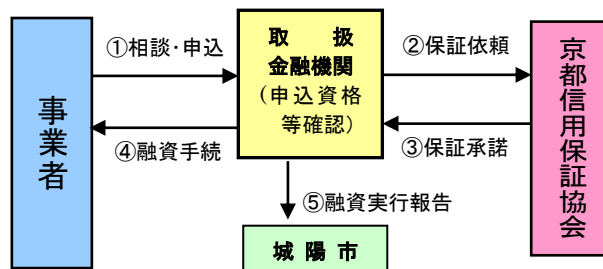 事業者
①相談・申込
④融資手続
取　扱
金融機関
（申込資格
等確認）
②保証依頼
③保証承諾
京都信用保証協会
⑤融資実行報告
城 陽 市